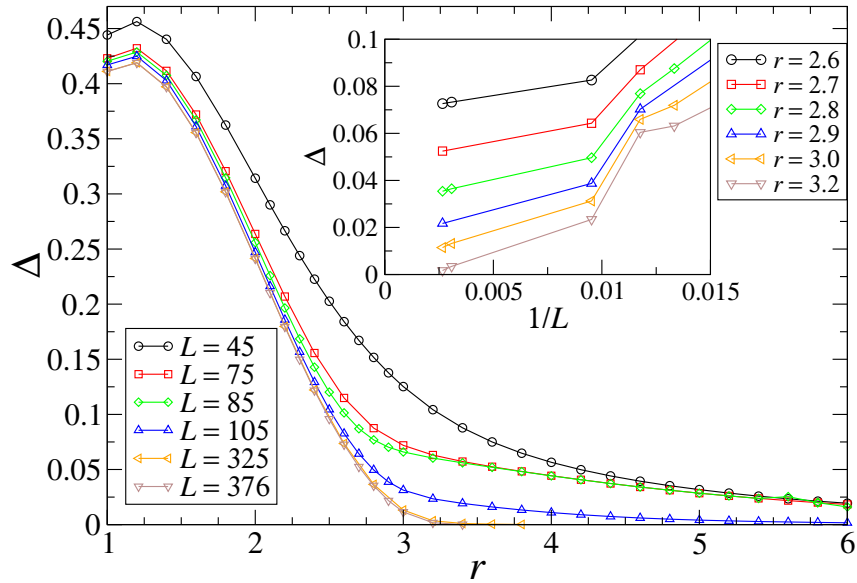 0.45
0.4
0.35
0.3
0.25
0.2
0.15
0.1
0.05
0
Δ
1
2
3
4
5
6
r
L = 45
L = 75
L = 85
L = 105
L = 325
L = 376
0.1
0.08
0.06
0.04
0.02
0
Δ
0
0.005
0.01
0.015
1/L
r = 2.6
r = 2.7
r = 2.8
r = 2.9
r = 3.0
r = 3.2